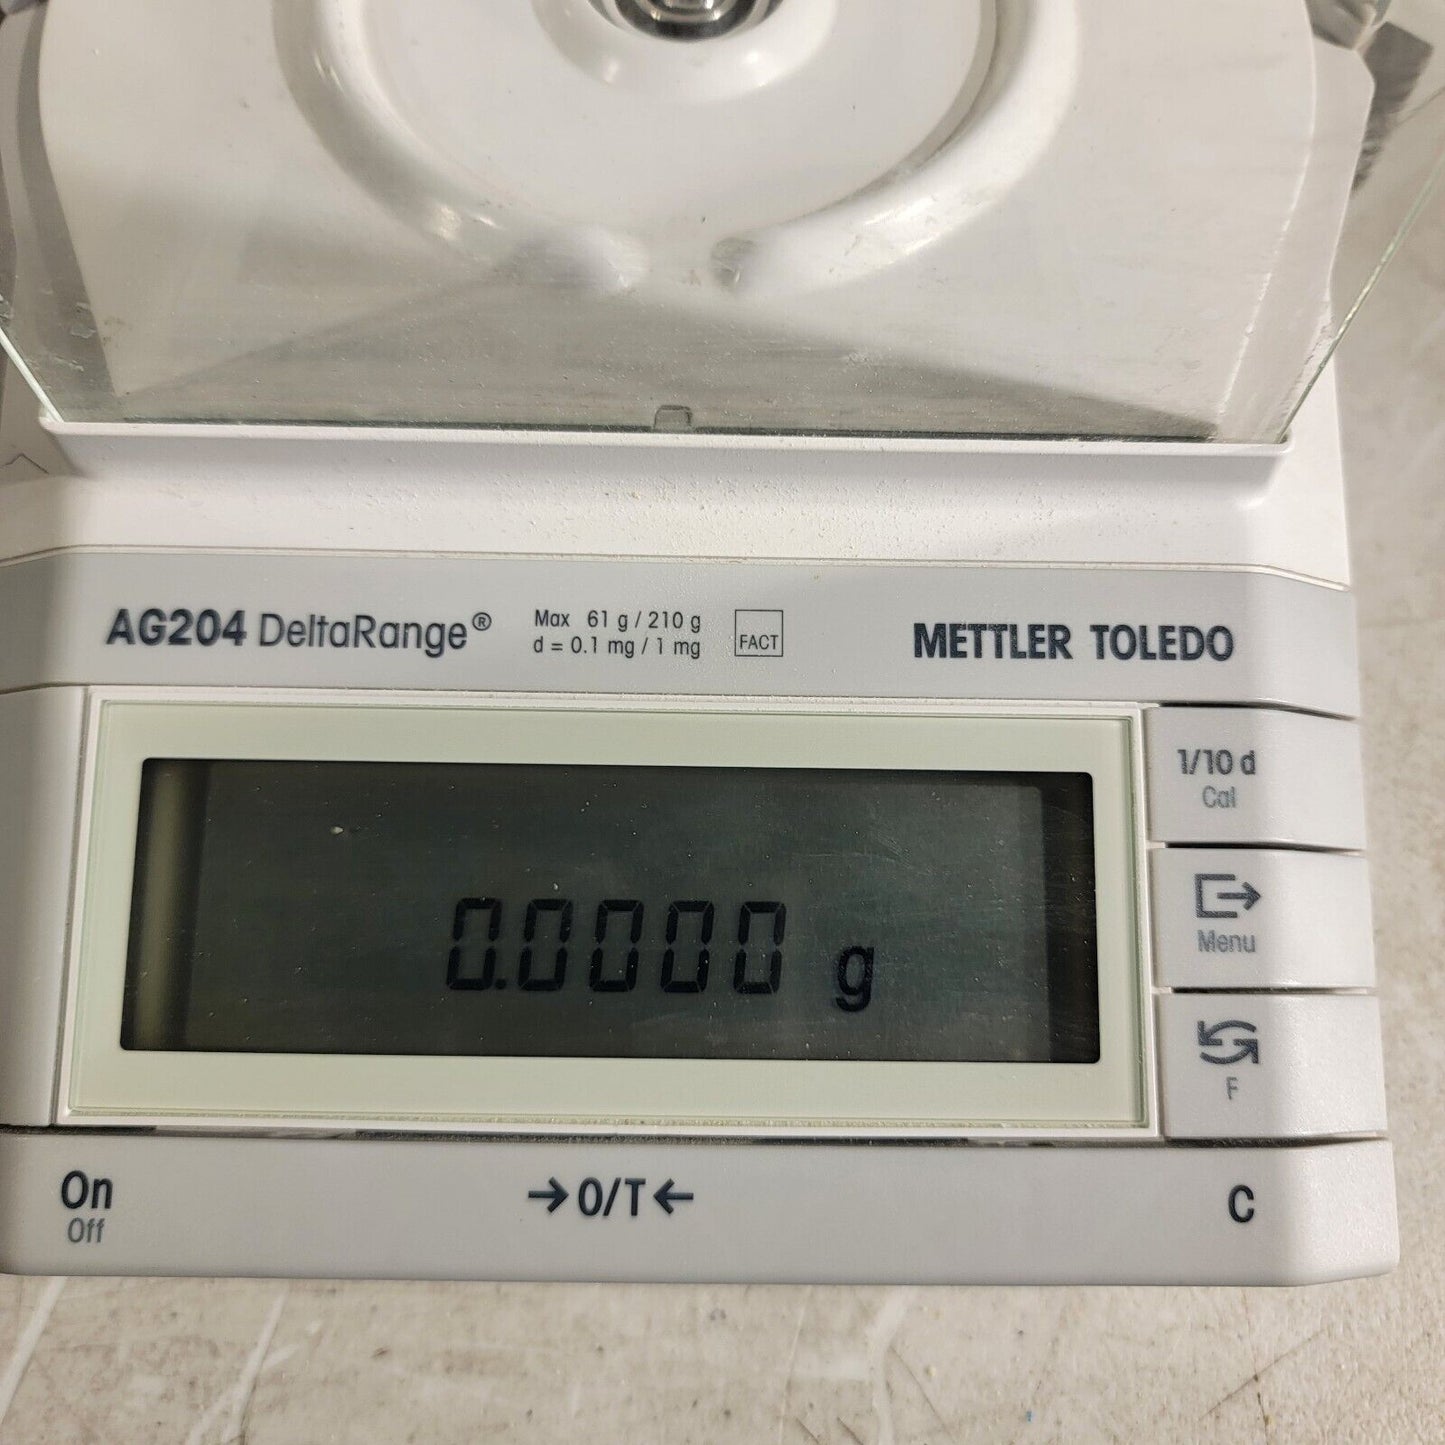 AG204 DeltaRange®
Max 61 g / 210 g
d = 0.1 mg / 1 mg
FACT
METTLER TOLEDO
0.0000 g
1/10 d
Cal
Menu
F
On
Off
→0/T←
C